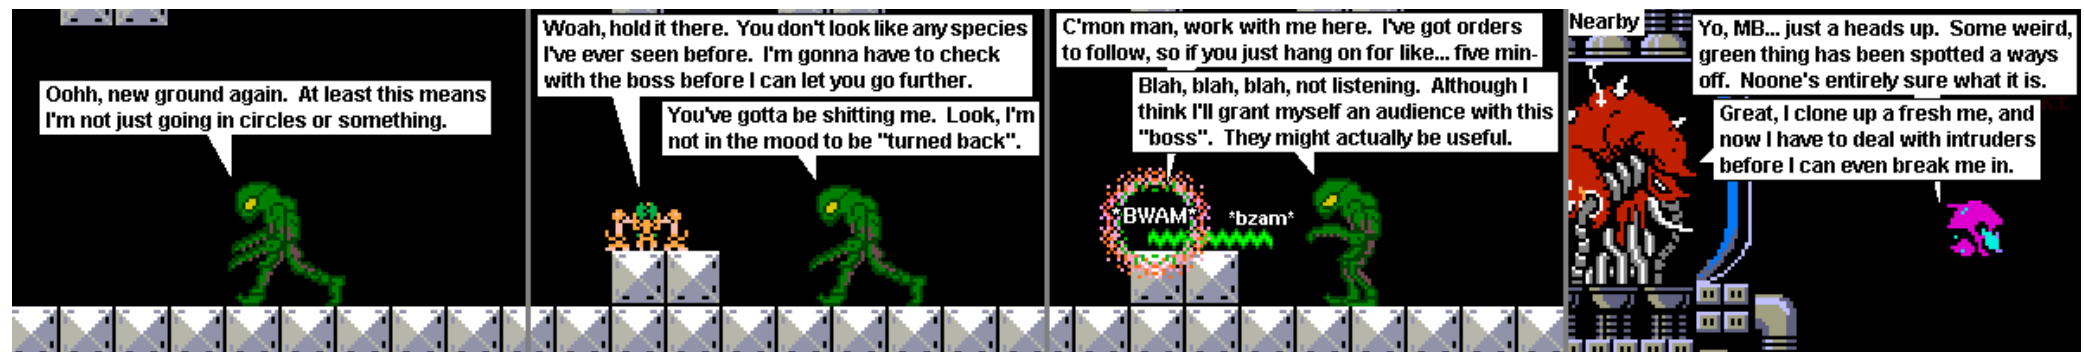 Oohh, new ground again. At least this means
I'm not just going in circles or something.
Woah, hold it there. You don't look like any species
I've ever seen before. I'm gonna have to check
with the boss before I can let you go further.
You've gotta be shitting me. Look, I'm
not in the mood to be "turned back".
C'mon man, work with me here. I've got orders
to follow, so if you just hang on for like... five min-
Blah, blah, blah, not listening. Although I
think I'll grant myself an audience with this
"boss". They might actually be useful.
*BWAM*
*bzam*
Nearby
Yo, MB... just a heads up. Some weird,
green thing has been spotted a ways
off. Noone's entirely sure what it is.
Great, I clone up a fresh me, and
now I have to deal with intruders
before I can even break me in.